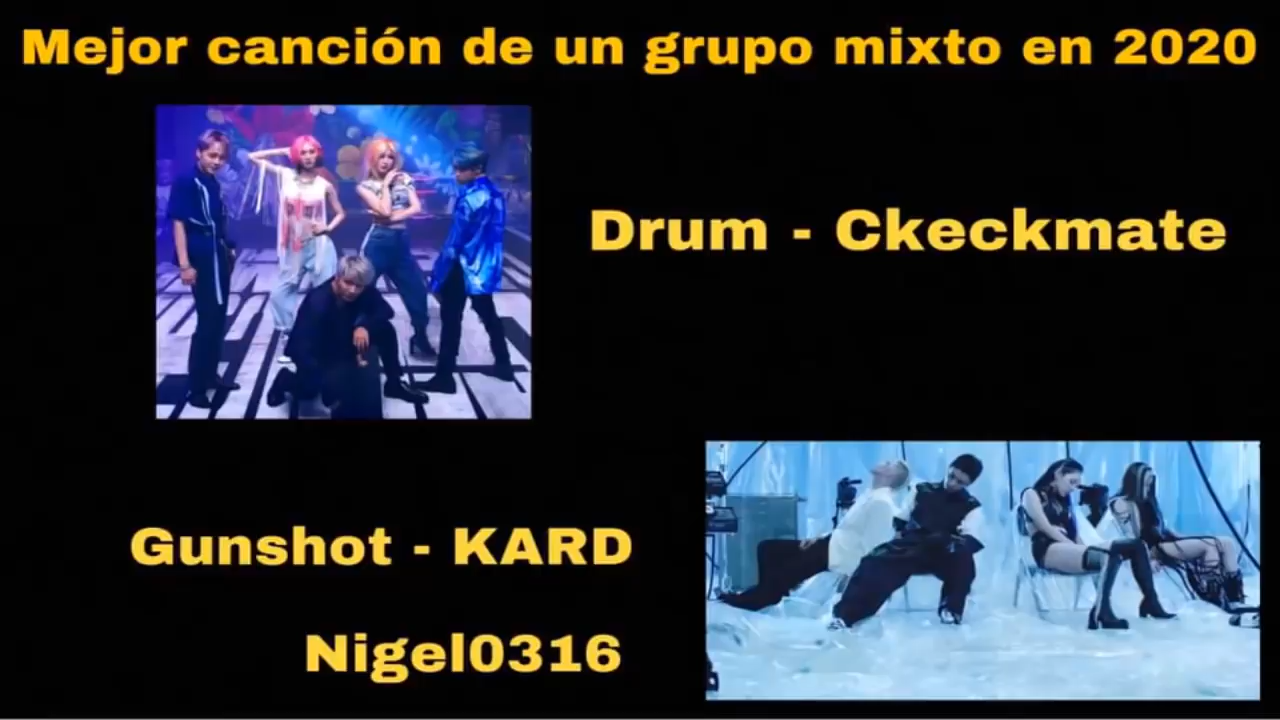 Mejor canción de un grupo mixto en 2020
Drum - Ckeckmate
Gunshot - KARD
Nigel0316